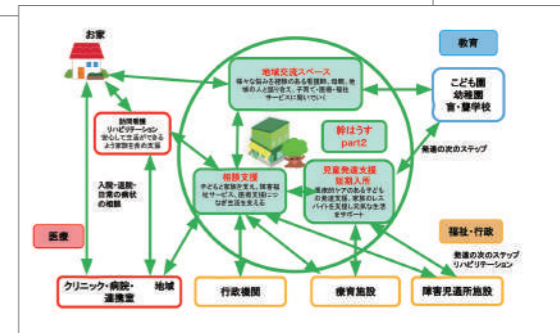 お家
教育
地域交流スペース
様々な悩みを経験のある看護師、母親、地
域の人と語り合え、子育て・医療・福祉
サービスに繋いでいく
こども園
幼稚園
盲・聾学校
訪問看護
リハビリテーション
安心して生活ができる
よう家族を含め支援
幹はうす
part2
発達の次のステップ
相談支援
子どもと家族を支え、障害福
祉サービス、医療支援につ
なぎ生活を支える
児童発達支援
短期入所
医療的ケアのある子ども
の発達支援、家族のレス
パイトを支援し元気な生活
をサポート
入院・退院・
日常の病状
の相談
医療
福祉・行政
発達の次のステップ
リハビリテーション
クリニック・病院・ 地域
連携室
行政機関
療育施設
障害児通所施設